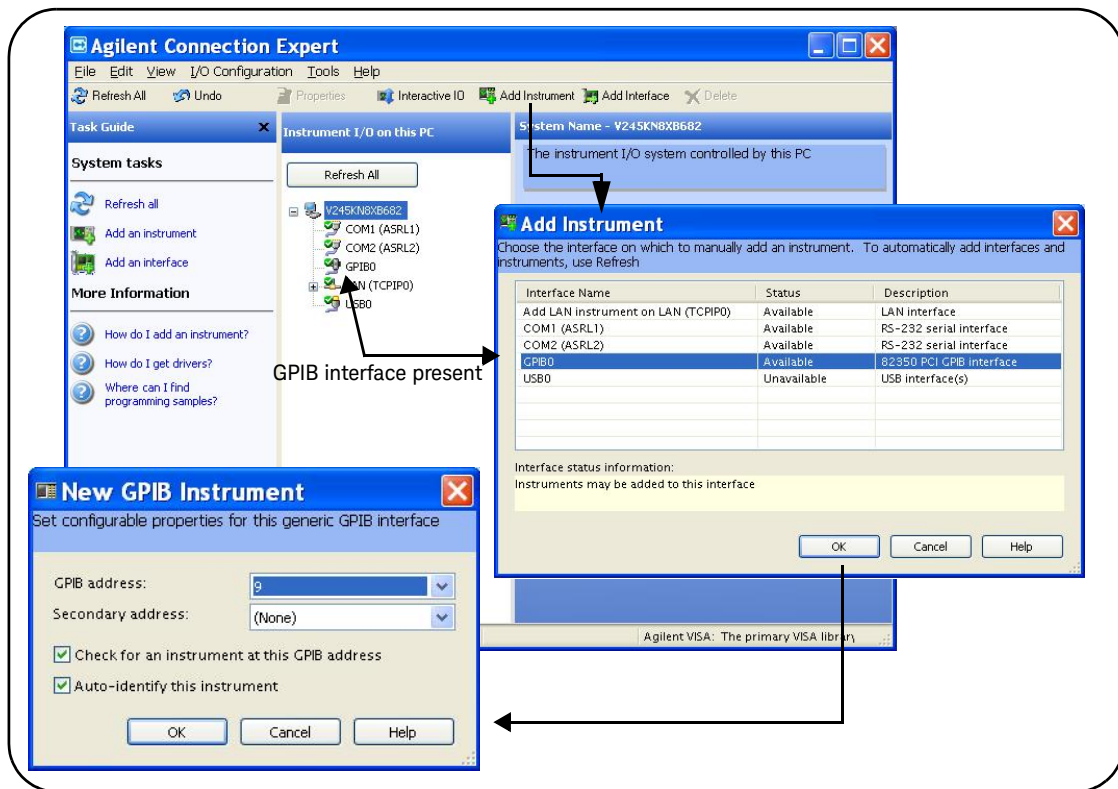 Agilent Connection Expert
File Edit View I/O Configuration Tools Help
Refresh All Undo Properties Interactive IO Add Instrument Add Interface Delete
Task Guide
System tasks
Refresh all
Add an instrument
Add an interface
More Information
How do I add an instrument?
How do I get drivers?
Where can I find
programming samples?
Instrument I/O on this PC
Refresh All
V245KN8XB682
COM1 (ASRL1)
COM2 (ASRL2)
GPIB0
LAN (TCPIP0)
USB0
GPIB interface present
System Name - V245KN8XB682
The instrument I/O system controlled by this PC
Add Instrument
Choose the interface on which to manually add an instrument. To automatically add interfaces and
instruments, use Refresh
Interface Name Status Description
Add LAN instrument on LAN (TCPIP0) Available LAN interface
COM1 (ASRL1) Available RS-232 serial interface
COM2 (ASRL2) Available RS-232 serial interface
GPIB0 Available 82350 PCI GPIB interface
USB0 Unavailable USB interface(s)
Interface status information:
Instruments may be added to this interface
OK Cancel Help
New GPIB Instrument
Set configurable properties for this generic GPIB interface
GPIB address: 9
Secondary address: (None)
Check for an instrument at this GPIB address
Auto-identify this instrument
OK Cancel Help
Agilent VISA: The primary VISA library